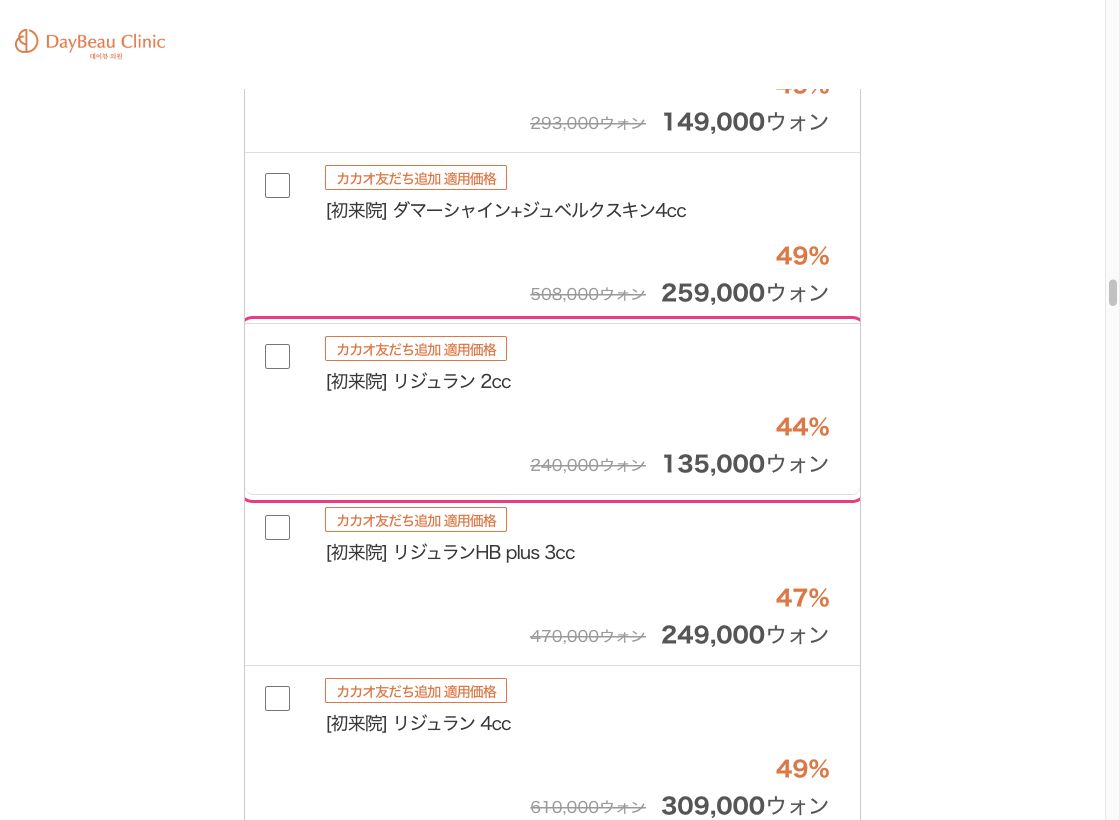 DayBeau Clinic
데이뷰 의원
293,000ウォン 149,000ウォン
カカオ友だち追加 適用価格
[初来院] ダマーシャイン+ジュベルクスキン4cc
49%
508,000ウォン 259,000ウォン
カカオ友だち追加 適用価格
[初来院] リジュラン 2cc
44%
240,000ウォン 135,000ウォン
カカオ友だち追加 適用価格
[初来院] リジュランHB plus 3cc
47%
470,000ウォン 249,000ウォン
カカオ友だち追加 適用価格
[初来院] リジュラン 4cc
49%
610,000ウォン 309,000ウォン